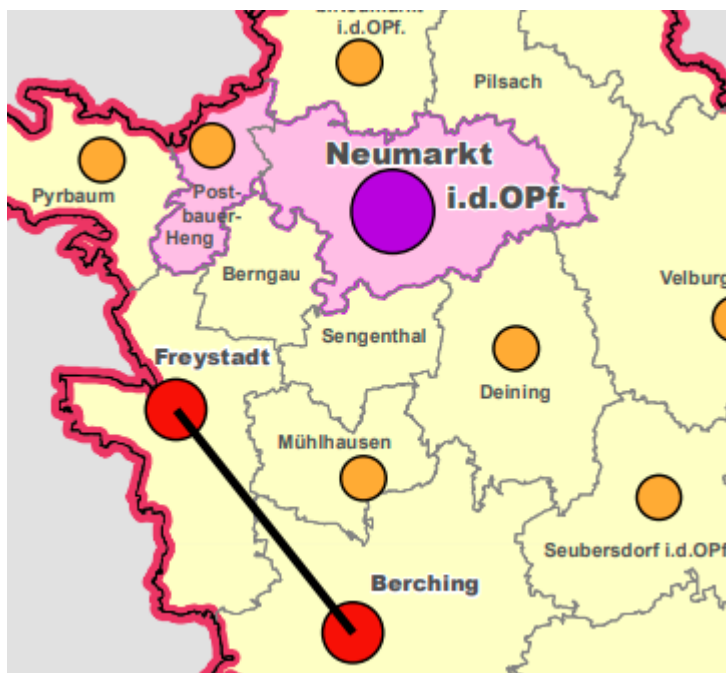 i.d.OPf.
Pilsach
Neumarkt
i.d.OPf.
Pyrbaum
Post-
bauer-
Heng
Berngau
Velburg
Sengenthal
Freystadt
Deining
Mühlhausen
Seubersdorf i.d.OPf
Berching